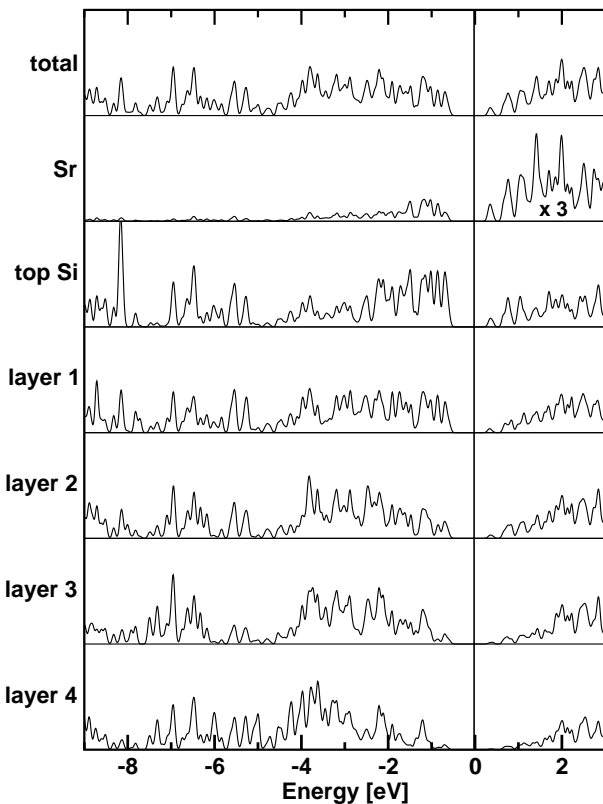 total
Sr
x 3
top Si
layer 1
layer 2
layer 3
layer 4
-8 -6 -4 -2 0 2
Energy [eV]